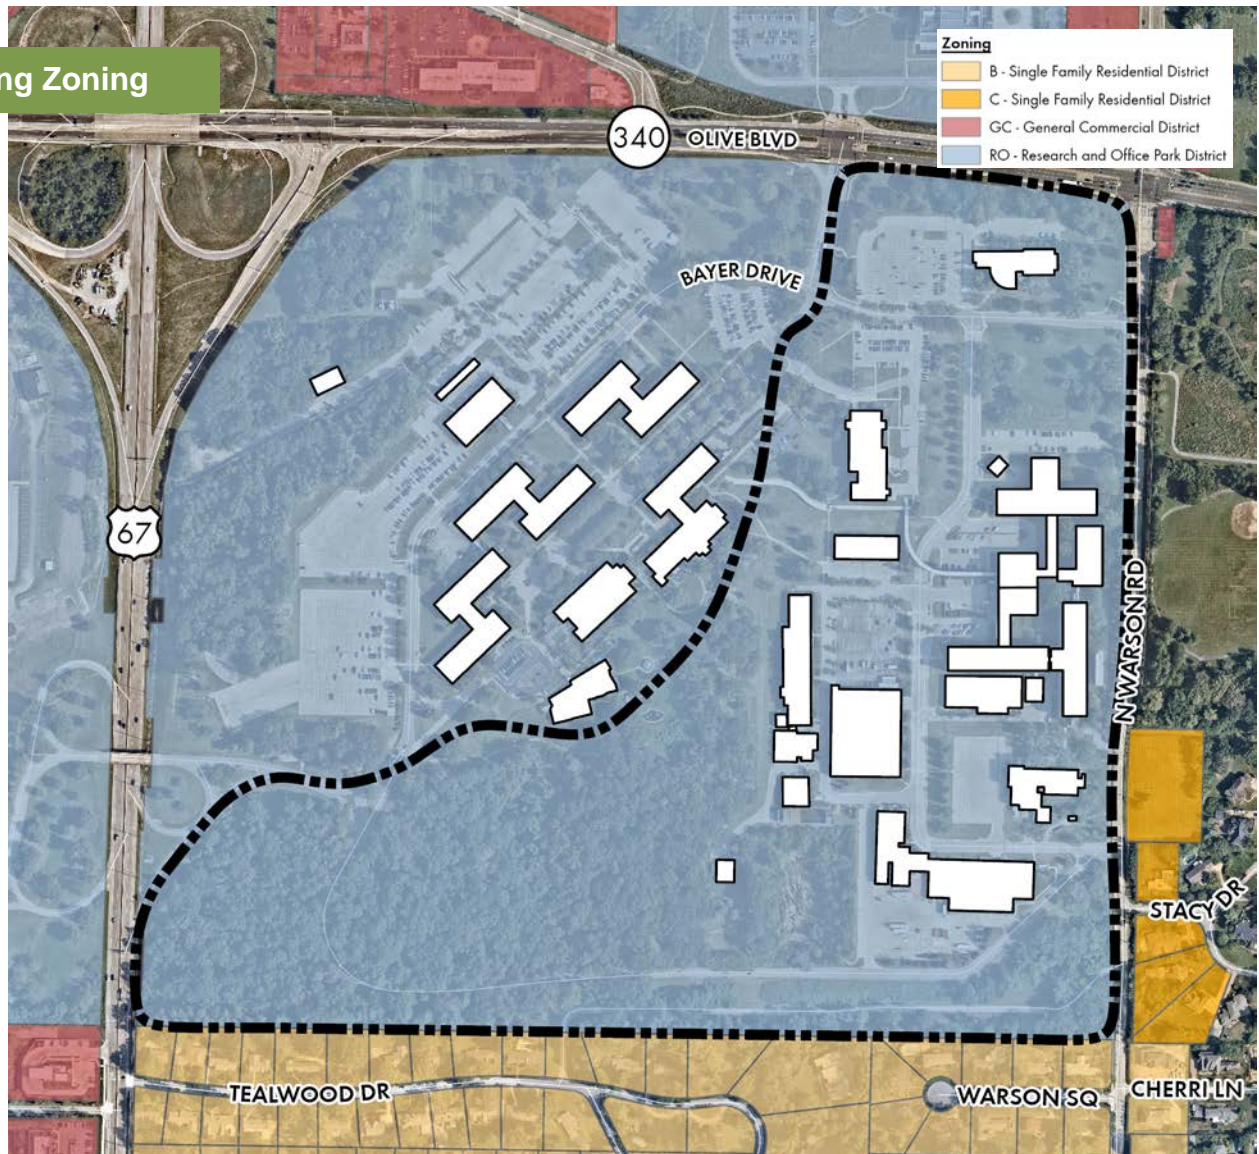 ng Zoning
Zoning
B - Single Family Residential District
C - Single Family Residential District
GC - General Commercial District
RO - Research and Office Park District
340
OLIVE BLVD
BAYER DRIVE
67
N WARSON RD
STACY DR
TEALWOOD DR
WARSON SQ
CHERRI LN